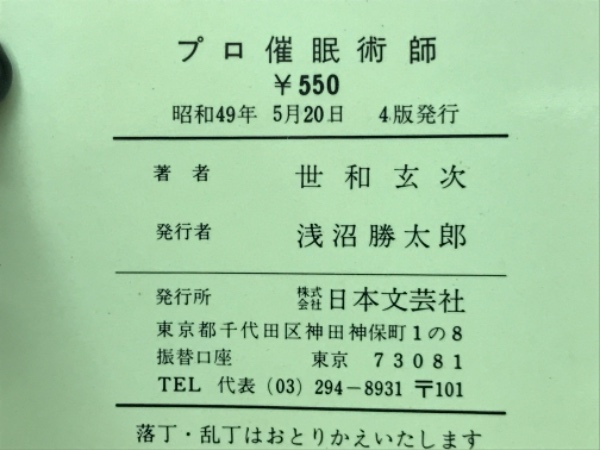 プロ催眠術師
￥550
昭和49年 5月20日 4版発行
著者 世和玄次
発行者 浅沼勝太郎
発行所 株式会社日本文芸社
東京都千代田区神田神保町1の8
振替口座 東京 73081
TEL 代表(03) 294-8931 〒101
落丁・乱丁はおとりかえいたします